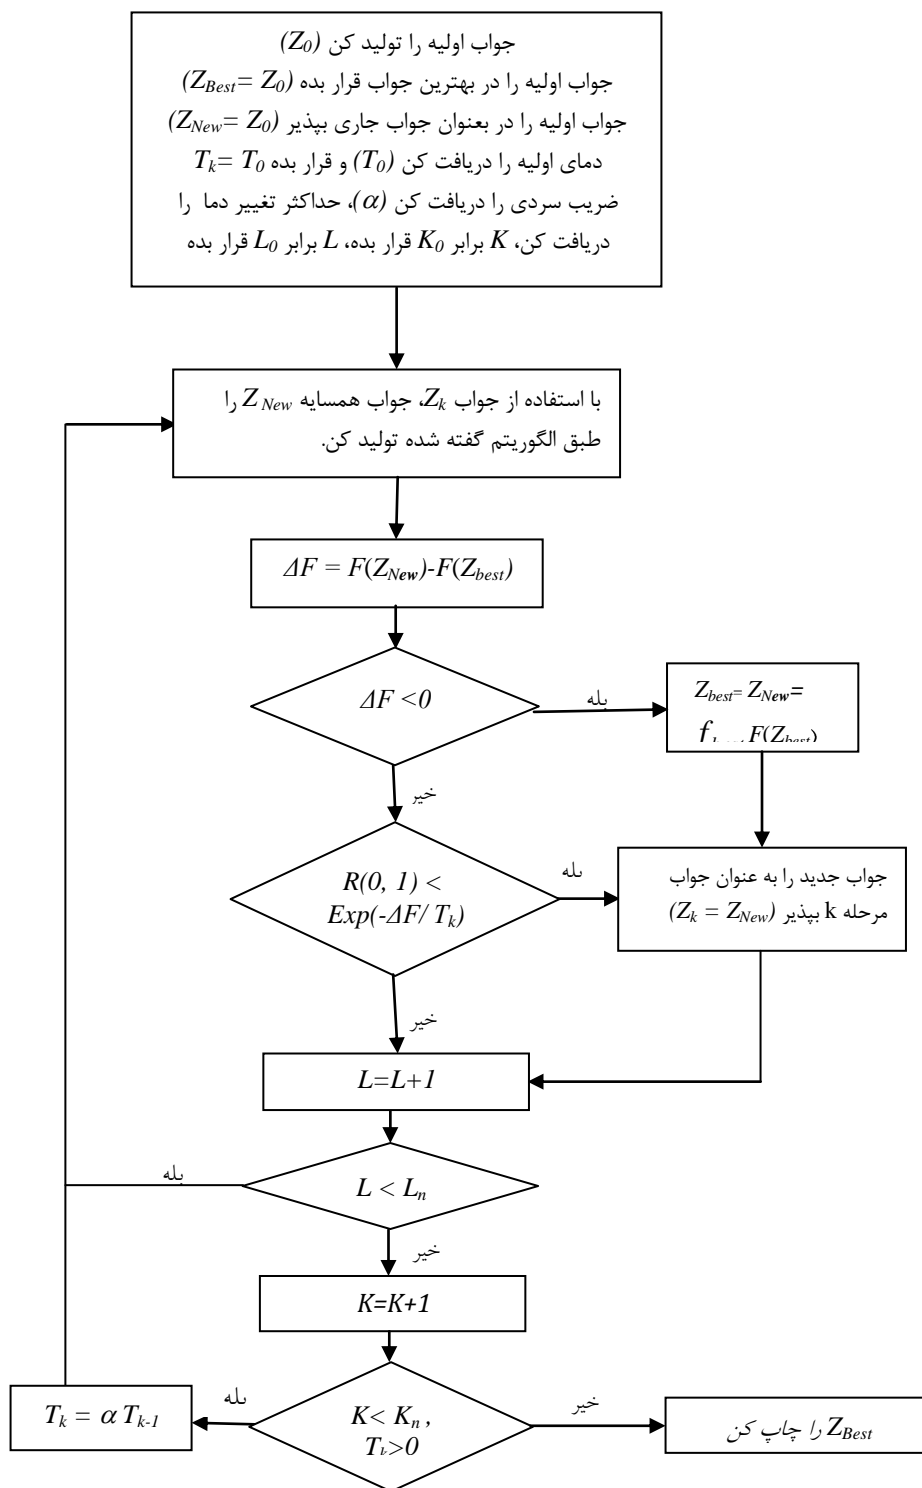 جواب اولیه را تولید کن (Z0)
جواب اولیه را در بهترین جواب قرار بده (ZBest= Z0)
جواب اولیه را در بعنوان جواب جاری بپذیر (ZNew= Z0)
دمای اولیه را دریافت کن (T0) و قرار بده Tk= T0
ضریب سردی را دریافت کن (α)، حداکثر تغییر دما را
دریافت کن، K برابر K0 قرار بده، L برابر L0 قرار بده
با استفاده از جواب Zk، جواب همسایه ZNew را
طبق الگوریتم گفته شده تولید کن.
ΔF = F(ZNew)-F(Zbest)
ΔF <0
بله
Zbest= ZNew=
F(Zbest)
خیر
R(0, 1) <
Exp(-ΔF/ Tk)
بله
جواب جدید را به عنوان جواب
مرحله k بپذیر (Zk = ZNew)
خیر
L=L+1
L < Ln
بله
خیر
K=K+1
K< Kn ,
Tk>0
بله
Tk = α Tk-1
خیر
ZBest را چاپ کن